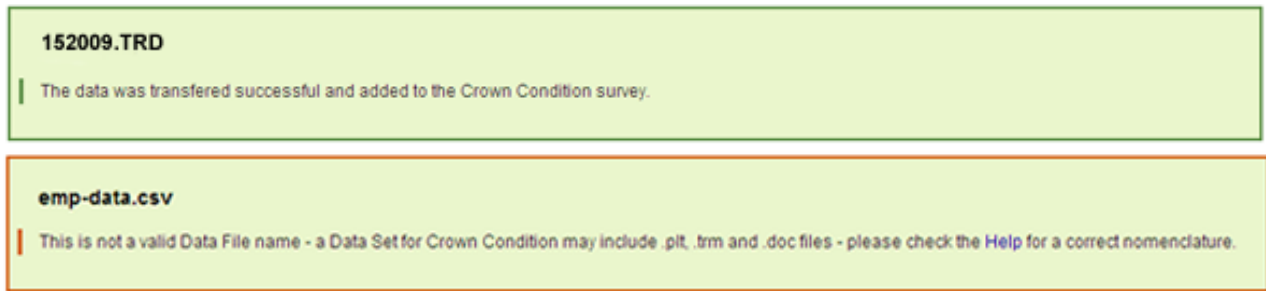 152009.TRD
The data was transfered successful and added to the Crown Condition survey.
emp-data.csv
This is not a valid Data File name - a Data Set for Crown Condition may include .plt, .trm and .doc files - please check the Help for a correct nomenclature.